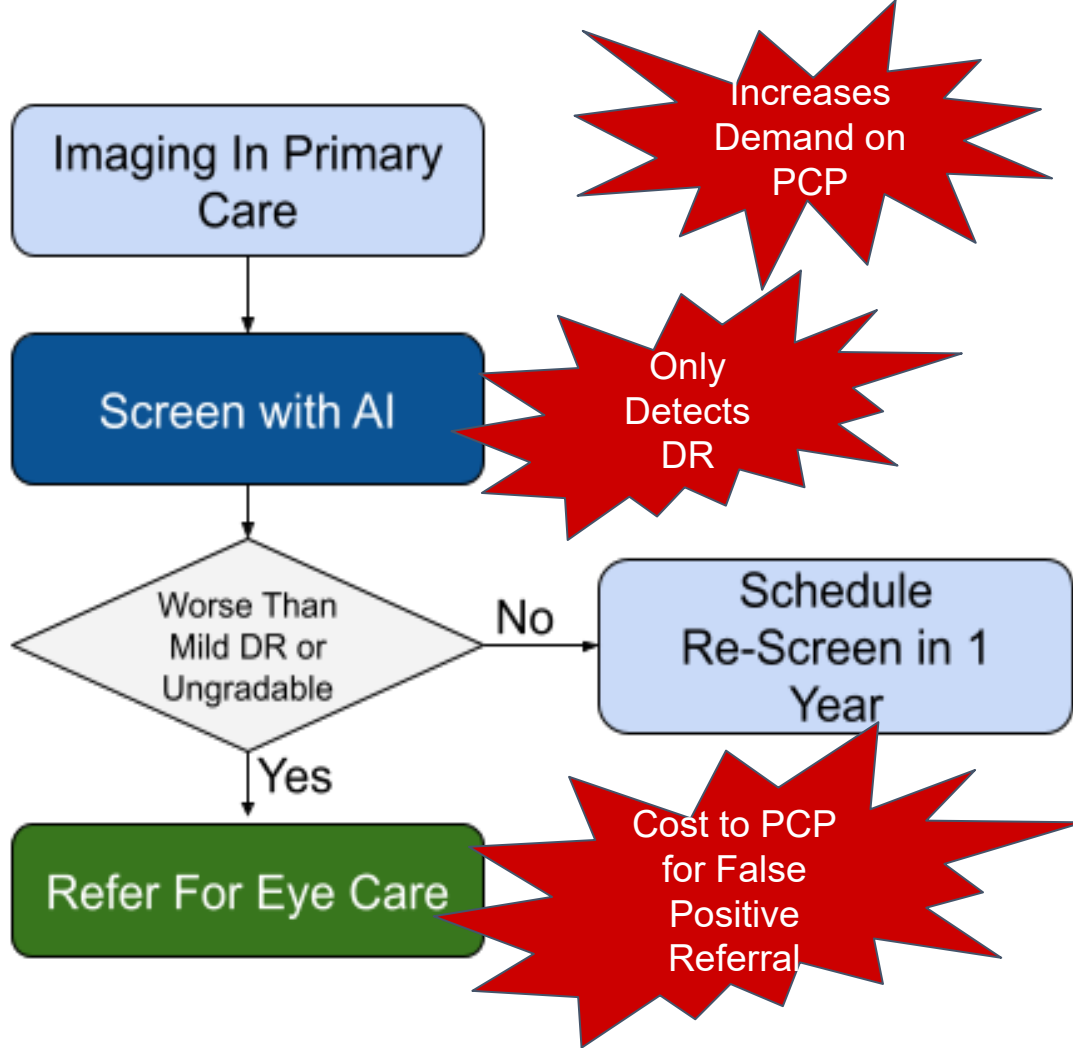 Increases
Demand on
PCP
Imaging In Primary
Care
Only
Detects
DR
Screen with AI
Worse Than
Mild DR or
Ungradable
No
Schedule
Re-Screen in 1
Year
Yes
Cost to PCP
for False
Positive
Referral
Refer For Eye Care